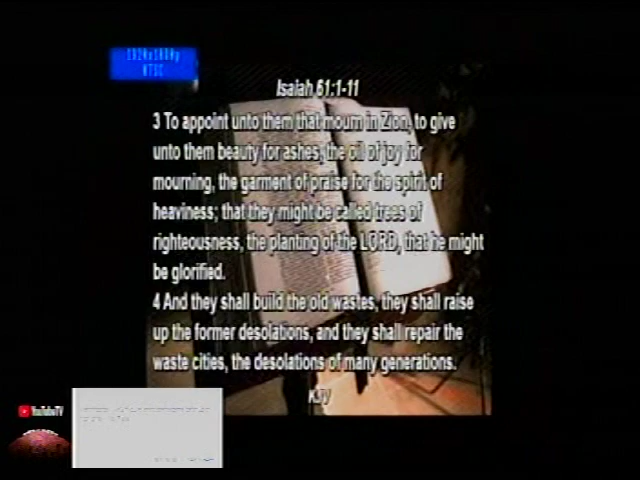 1920x1080p
NTSC
Isaiah 61:1-11
3 To appoint unto them that mourn in Zion, to give
unto them beauty for ashes, the oil of joy for
mourning, the garment of praise for the spirit of
heaviness; that they might be called trees of
righteousness, the planting of the LORD, that he might
be glorified.
4 And they shall build the old wastes, they shall raise
up the former desolations, and they shall repair the
waste cities, the desolations of many generations.
KJV
YouTubeTV